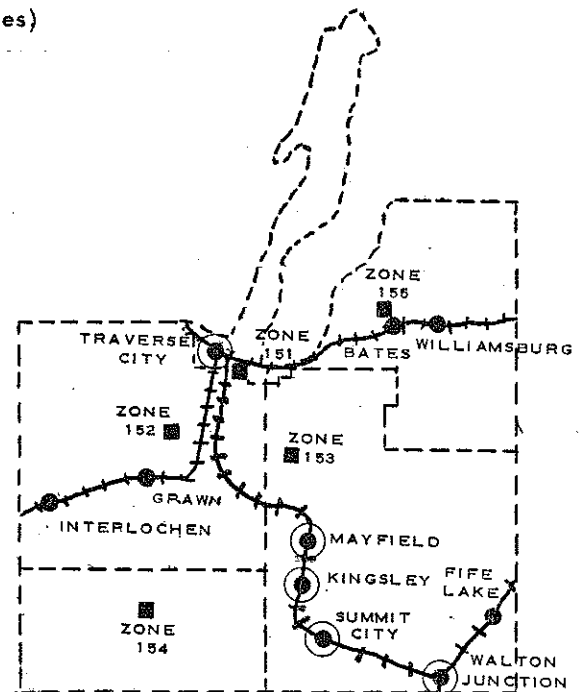 es)
ZONE
155
TRAVERSE
CITY
ZONE
151
BATES
WILLIAMSBURG
ZONE
152
ZONE
153
GRAWN
INTERLOCHEN
MAYFIELD
KINGSLEY
FIFE
LAKE
SUMMIT
CITY
ZONE
154
WALTON
JUNCTION